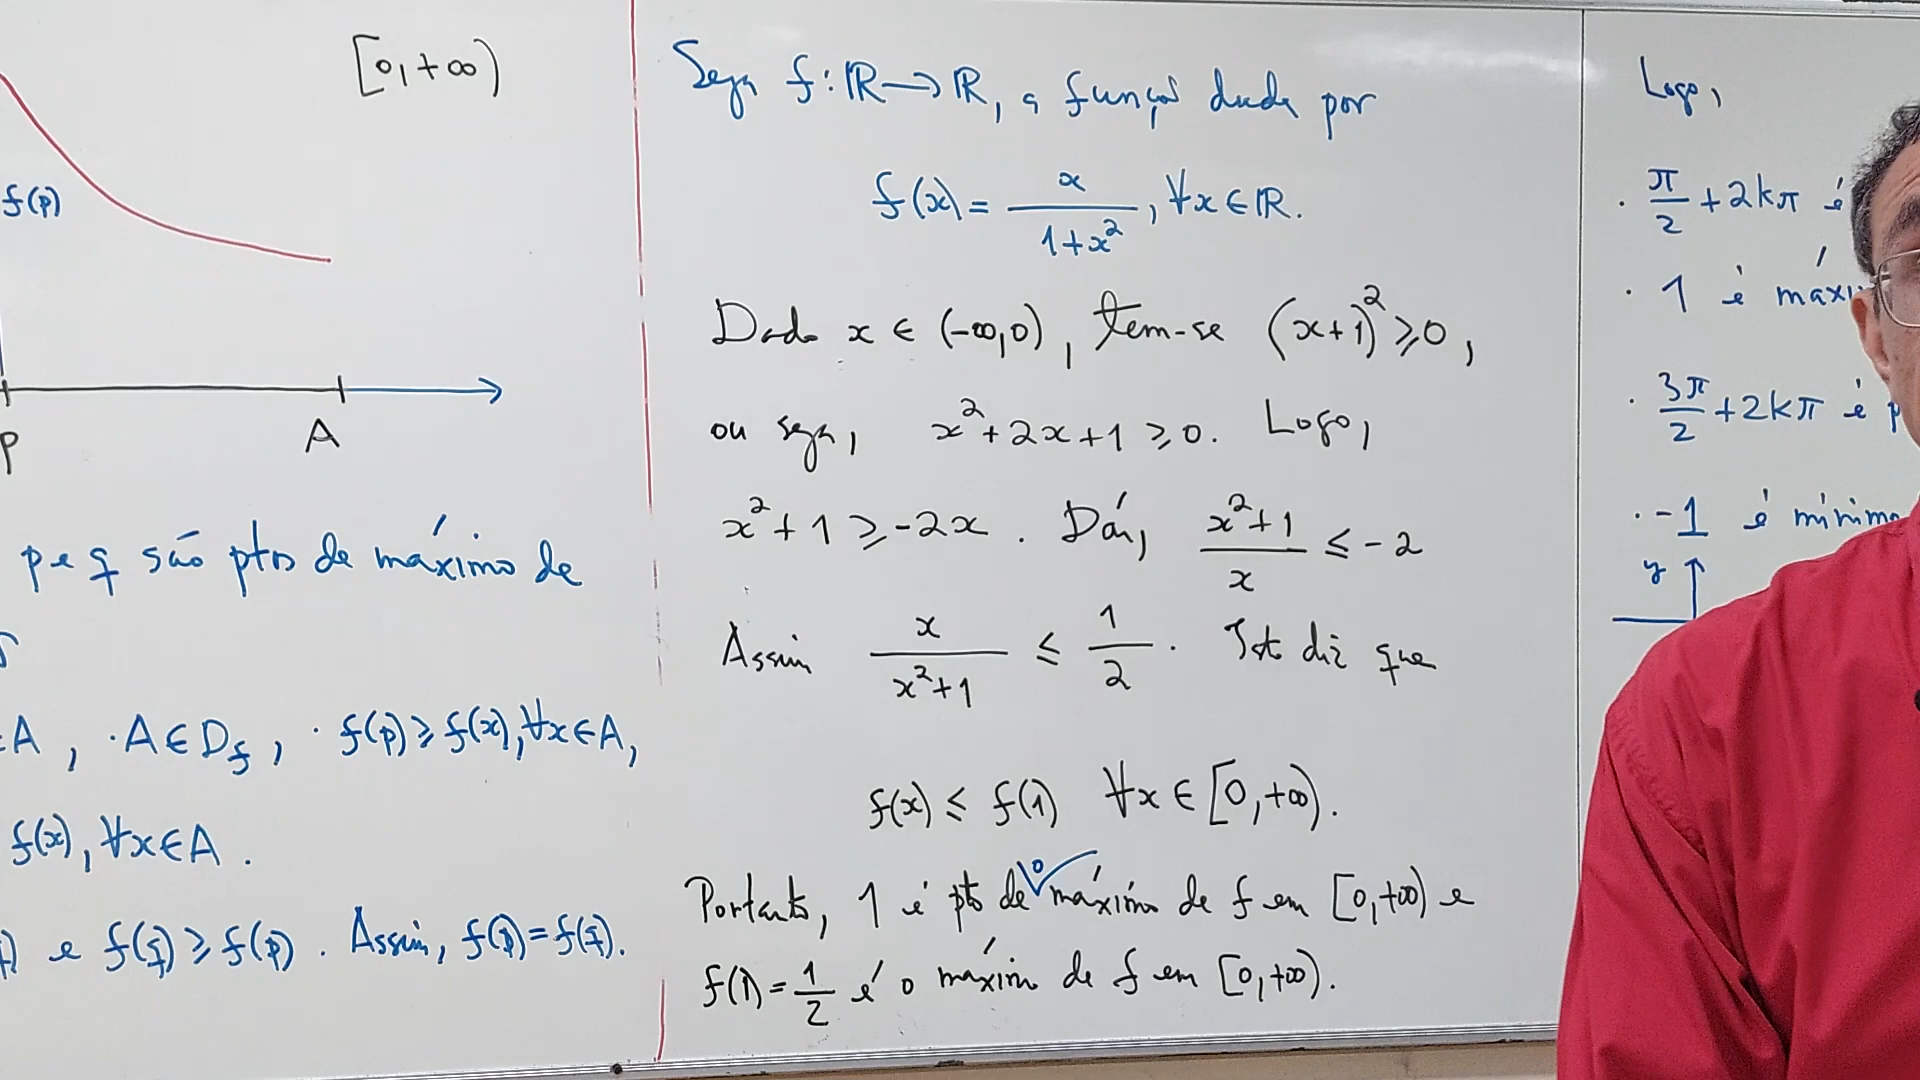 [0,+∞)
f(p)
p A
p e q são ptos de máximo de
A , · A ∈ D_f , · f(p) ≥ f(x), ∀x ∈ A,
f(x), ∀x ∈ A .
e f(q) ≥ f(p) . Assim, f(p) = f(q).
Seja f: ℝ → ℝ, a função dada por
f(x) = x/(1+x²), ∀x ∈ ℝ.
Dado x ∈ (-∞,0), tem-se (x+1)² ≥ 0,
ou seja, x² + 2x + 1 ≥ 0. Logo,
x² + 1 ≥ -2x . Daí, (x²+1)/x ≤ -2
Assim x/(x²+1) ≤ 1/2 . Isto diz que
f(x) ≤ f(1) ∀x ∈ [0,+∞).
Portanto, 1 é pto de o máximo de f em [0,+∞) e
f(1) = 1/2 é o máximo de f em [0,+∞).
Logo,
· π/2 + 2kπ é
· 1 é máxi
· 3π/2 + 2kπ é p
· -1 é mínimo
y